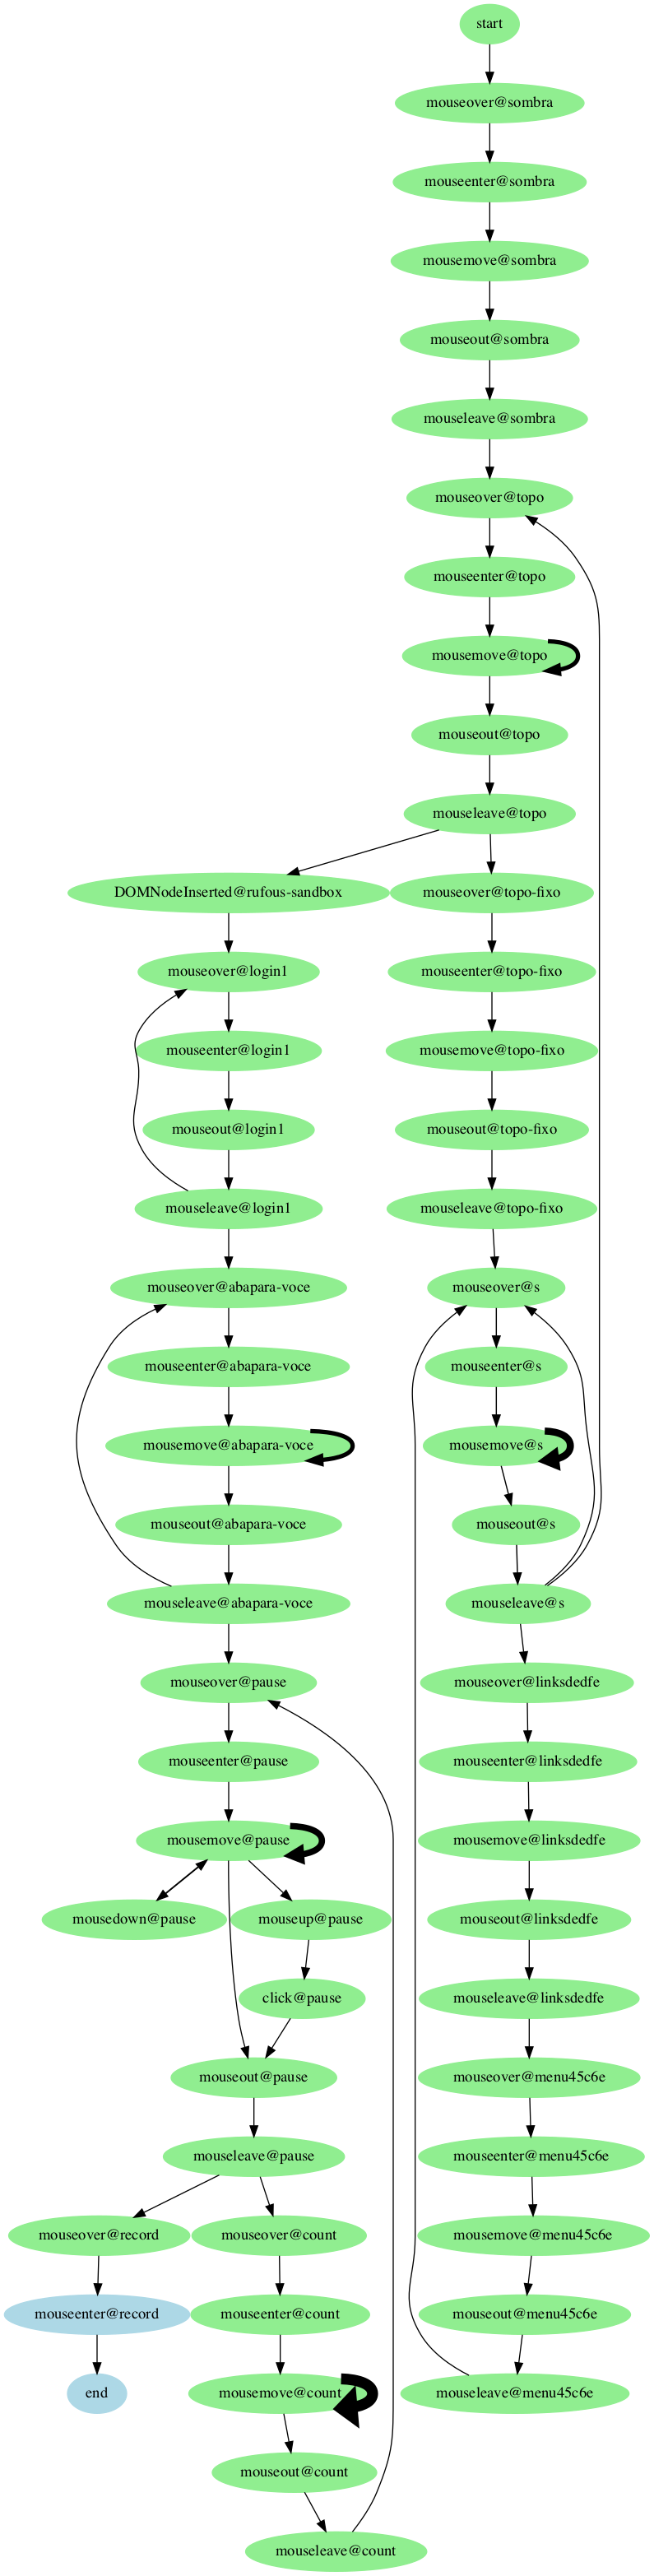 start
mouseover@sombra
mouseenter@sombra
mousemove@sombra
mouseout@sombra
mouseleave@sombra
mouseover@topo
mouseenter@topo
mousemove@topo
mouseout@topo
mouseleave@topo
DOMNodeInserted@rufous-sandbox
mouseover@topo-fixo
mouseover@login1
mouseenter@topo-fixo
mouseenter@login1
mousemove@topo-fixo
mouseout@login1
mouseout@topo-fixo
mouseleave@login1
mouseleave@topo-fixo
mouseover@abapara-voce
mouseover@s
mouseenter@abapara-voce
mouseenter@s
mousemove@abapara-voce
mousemove@s
mouseout@abapara-voce
mouseout@s
mouseleave@abapara-voce
mouseleave@s
mouseover@pause
mouseover@linksdedfe
mouseenter@pause
mouseenter@linksdedfe
mousemove@pause
mousemove@linksdedfe
mousedown@pause
mouseup@pause
mouseout@linksdedfe
click@pause
mouseleave@linksdedfe
mouseout@pause
mouseover@menu45c6e
mouseleave@pause
mouseenter@menu45c6e
mouseover@record
mouseover@count
mousemove@menu45c6e
mouseenter@record
mouseenter@count
mouseout@menu45c6e
end
mousemove@count
mouseleave@menu45c6e
mouseout@count
mouseleave@count